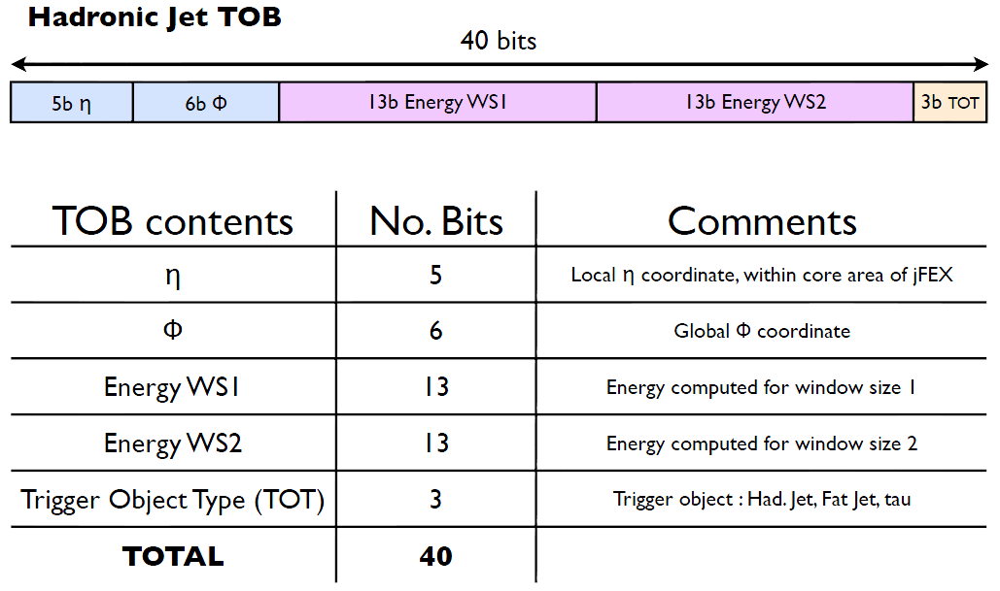 Hadronic Jet TOB
40 bits
5b η 6b Φ 13b Energy WS1 13b Energy WS2 3b TOT
TOB contents No. Bits Comments
η 5 Local η coordinate, within core area of jFEX
Φ 6 Global Φ coordinate
Energy WS1 13 Energy computed for window size 1
Energy WS2 13 Energy computed for window size 2
Trigger Object Type (TOT) 3 Trigger object : Had. Jet, Fat Jet, tau
TOTAL 40